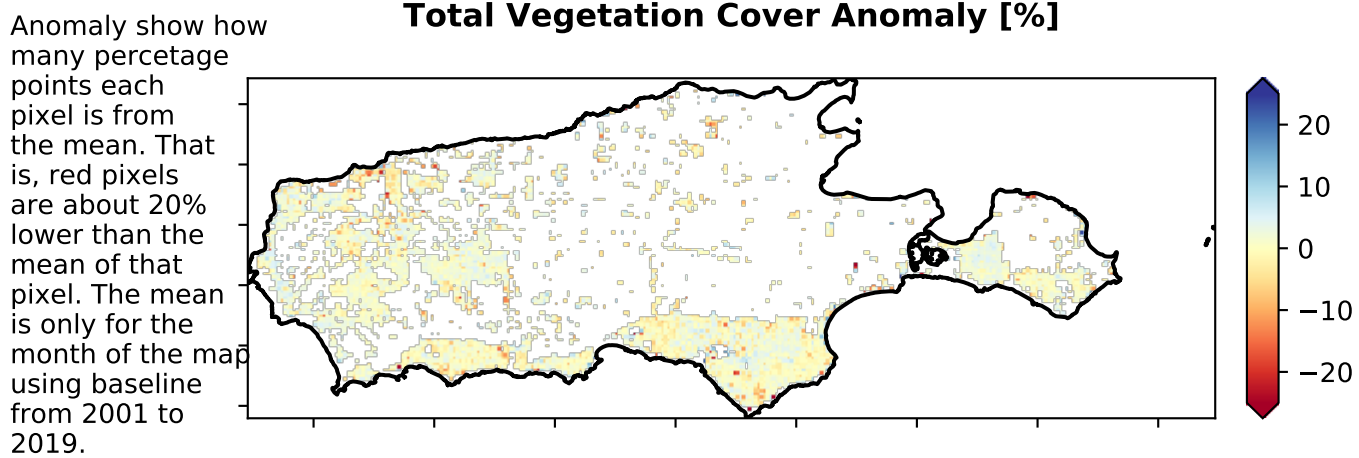 Total Vegetation Cover Anomaly [%]
Anomaly show how
many percetage
points each
pixel is from
the mean. That
is, red pixels
are about 20%
lower than the
mean of that
pixel. The mean
is only for the
month of the map
using baseline
from 2001 to
2019.
20
10
0
−10
−20